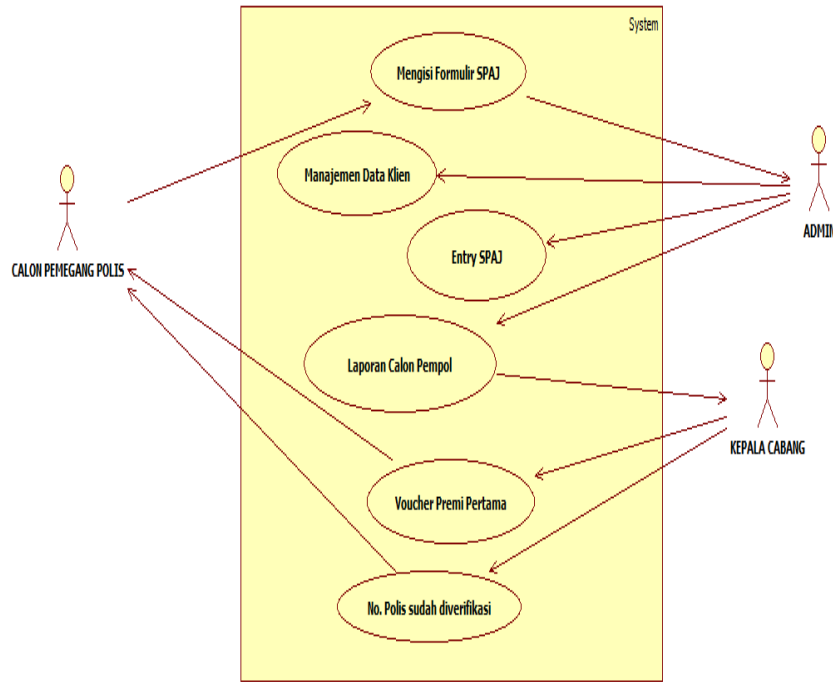 System
Mengisi Formulir SPAJ
Manajemen Data Klien
ADMIN
Entry SPAJ
CALON PEMEGANG POLIS
Laporan Calon Pempol
KEPALA CABANG
Voucher Premi Pertama
No. Polis sudah diverifikasi